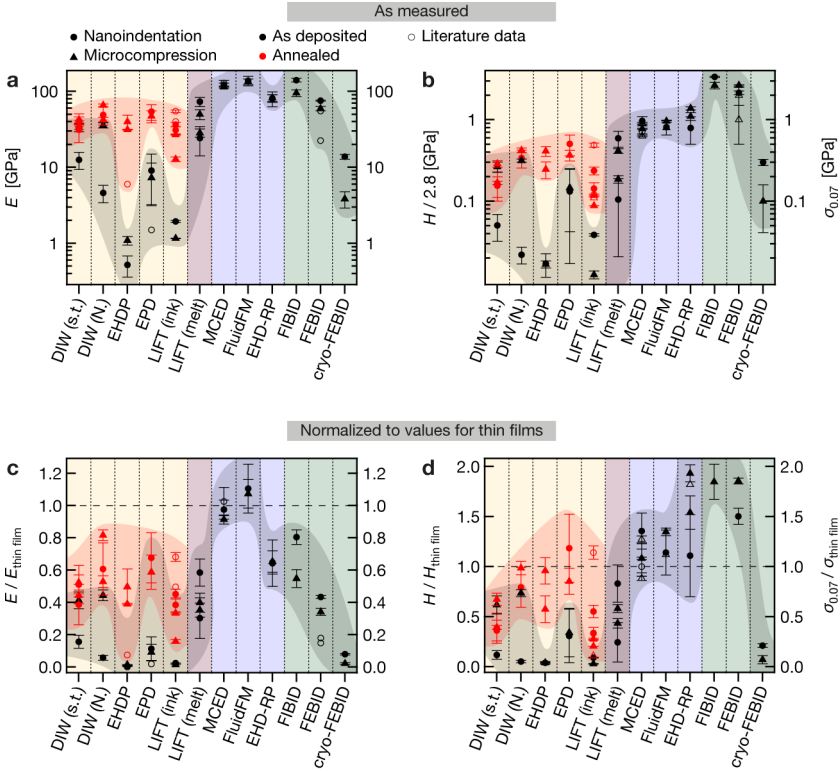 As measured
Nanoindentation
As deposited
Literature data
Microcompression
Annealed
a
b
100
10
1
100
10
1
E [GPa]
1
0.1
1
0.1
H / 2.8 [GPa]
σ0.07 [GPa]
DIW (s.t.)
DIW (N.)
EHDP
EPD
LIFT (ink)
LIFT (melt)
MCED
FluidFM
EHD-RP
FIBID
FEBID
cryo-FEBID
DIW (s.t.)
DIW (N.)
EHDP
EPD
LIFT (ink)
LIFT (melt)
MCED
FluidFM
EHD-RP
FIBID
FEBID
cryo-FEBID
Normalized to values for thin films
c
d
1.2
1.0
0.8
0.6
0.4
0.2
0.0
1.2
1.0
0.8
0.6
0.4
0.2
0.0
E / Ethin film
2.0
1.5
1.0
0.5
0.0
2.0
1.5
1.0
0.5
0.0
H / Hthin film
σ0.07 / σthin film
DIW (s.t.)
DIW (N.)
EHDP
EPD
LIFT (ink)
LIFT (melt)
MCED
FluidFM
EHD-RP
FIBID
FEBID
cryo-FEBID
DIW (s.t.)
DIW (N.)
EHDP
EPD
LIFT (ink)
LIFT (melt)
MCED
FluidFM
EHD-RP
FIBID
FEBID
cryo-FEBID